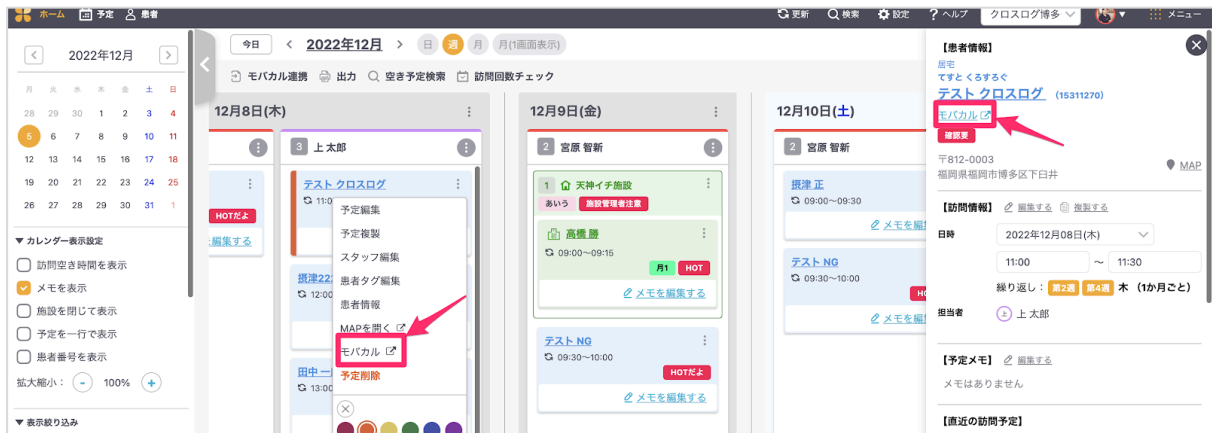 ホーム 予定 患者 更新 検索 設定 ? ヘルプ クロスログ博多 メニュー
< 2022年12月 >
月 火 水 木 金 土 日
28 29 30 1 2 3 4
5 6 7 8 9 10 11
12 13 14 15 16 17 18
19 20 21 22 23 24 25
26 27 28 29 30 31 1
▼ カレンダー表示設定
訪問空き時間を表示
メモを表示
施設を閉じて表示
予定を一行で表示
患者番号を表示
拡大縮小： - 100% +
▼ 表示絞り込み
今日 < 2022年12月 > 日 週 月 月(1画面表示)
モバカル連携 出力 空き予定検索 訪問回数チェック
12月8日(木)
HOTだよ
編集する
3 上 太郎
テスト クロスログ
11:0
摂津22
12:00
田中 一
13:00
予定編集
予定複製
スタッフ編集
患者タグ編集
患者情報
MAPを開く
モバカル
予定削除
12月9日(金)
2 宮原 智新
1 天神イチ施設
あいう 施設管理者注意
高橋 勝
09:00～09:15
月1 HOT
メモを編集する
テスト NG
09:30～10:00
HOTだよ
メモを編集する
12月10日(土)
2 宮原 智新
摂津 正
09:00～09:30
メモを編
テスト NG
09:30～10:00
HO
メモを編
【患者情報】
居宅
てすと くろすろぐ
テスト クロスログ (15311270)
モバカル
確認要
〒812-0003
福岡県福岡市博多区下臼井
MAP
【訪問情報】 編集する 複製する
日時 2022年12月08日(木)
11:00 ～ 11:30
繰り返し： 第2週 第4週 木 （1か月ごと）
担当者 上 上 太郎
【予定メモ】 編集する
メモはありません
【直近の訪問予定】